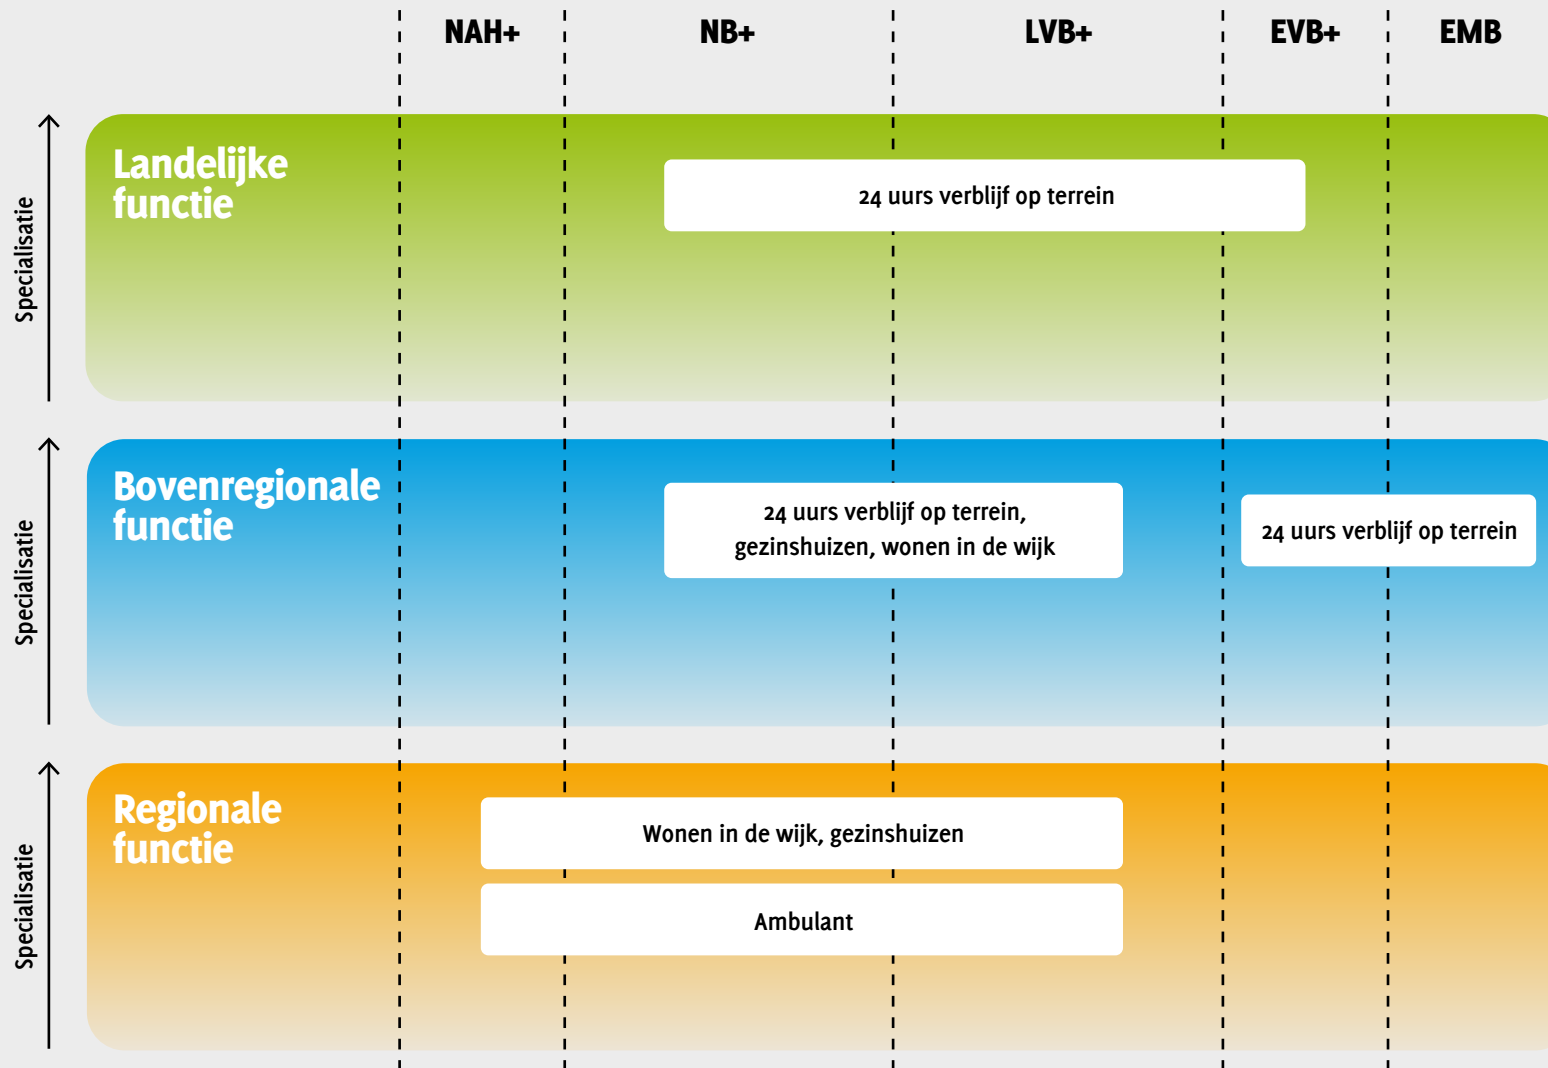 NAH+ NB+ LVB+ EVB+ EMB
Specialisatie
Landelijke
functie
24 uurs verblijf op terrein
Specialisatie
Bovenregionale
functie
24 uurs verblijf op terrein,
gezinshuizen, wonen in de wijk
24 uurs verblijf op terrein
Specialisatie
Regionale
functie
Wonen in de wijk, gezinshuizen
Ambulant